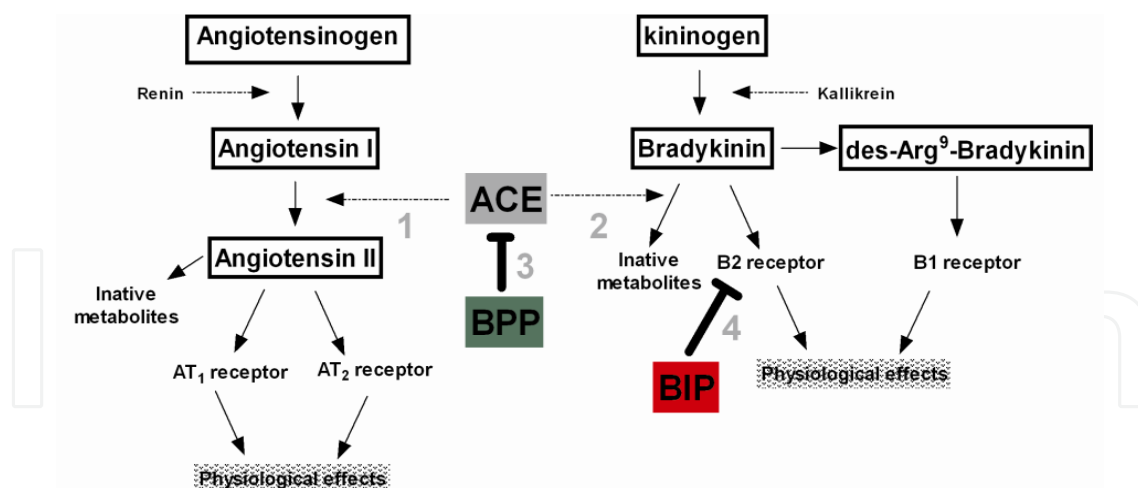 Angiotensinogen
kininogen
Renin
Kallikrein
Angiotensin I
Bradykinin
des-Arg⁹-Bradykinin
ACE
1
2
Angiotensin II
3
Inative
metabolites
Inative
metabolites
B2 receptor
B1 receptor
BPP
4
AT₁ receptor
AT₂ receptor
BIP
Physiological effects
Physiological effects